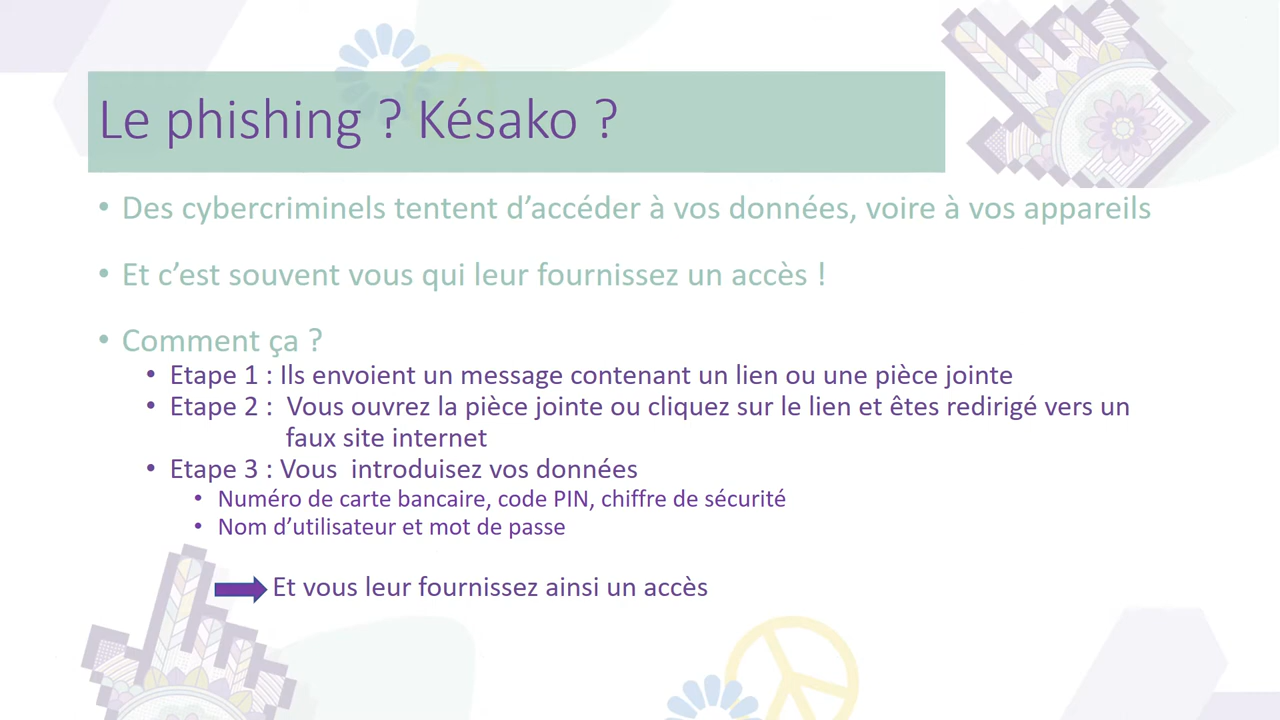 Le phishing ? Késako ?
• Des cybercriminels tentent d’accéder à vos données, voire à vos appareils
• Et c’est souvent vous qui leur fournissez un accès !
• Comment ça ?
• Etape 1 : Ils envoient un message contenant un lien ou une pièce jointe
• Etape 2 :  Vous ouvrez la pièce jointe ou cliquez sur le lien et êtes redirigé vers un
faux site internet
• Etape 3 : Vous  introduisez vos données
• Numéro de carte bancaire, code PIN, chiffre de sécurité
• Nom d’utilisateur et mot de passe
Et vous leur fournissez ainsi un accès